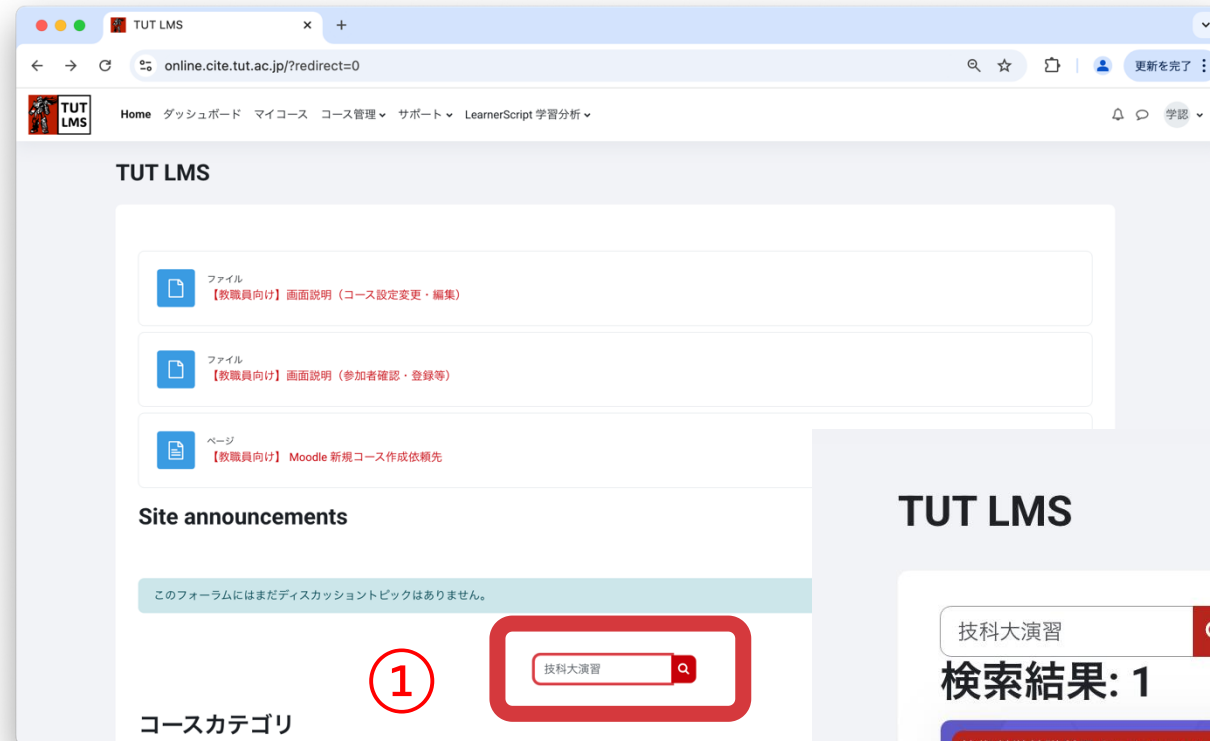 TUT LMS
online.cite.tut.ac.jp/?redirect=0
更新を完了
TUT
LMS
Home ダッシュボード マイコース コース管理 サポート LearnerScript 学習分析
学認
TUT LMS
ファイル
【教職員向け】画面説明（コース設定変更・編集）
ファイル
【教職員向け】画面説明（参加者確認・登録等）
ページ
【教職員向け】 Moodle 新規コース作成依頼先
Site announcements
このフォーラムにはまだディスカッショントピックはありません。
①
技科大演習
コースカテゴリ
TUT LMS
技科大演習
検索結果: 1